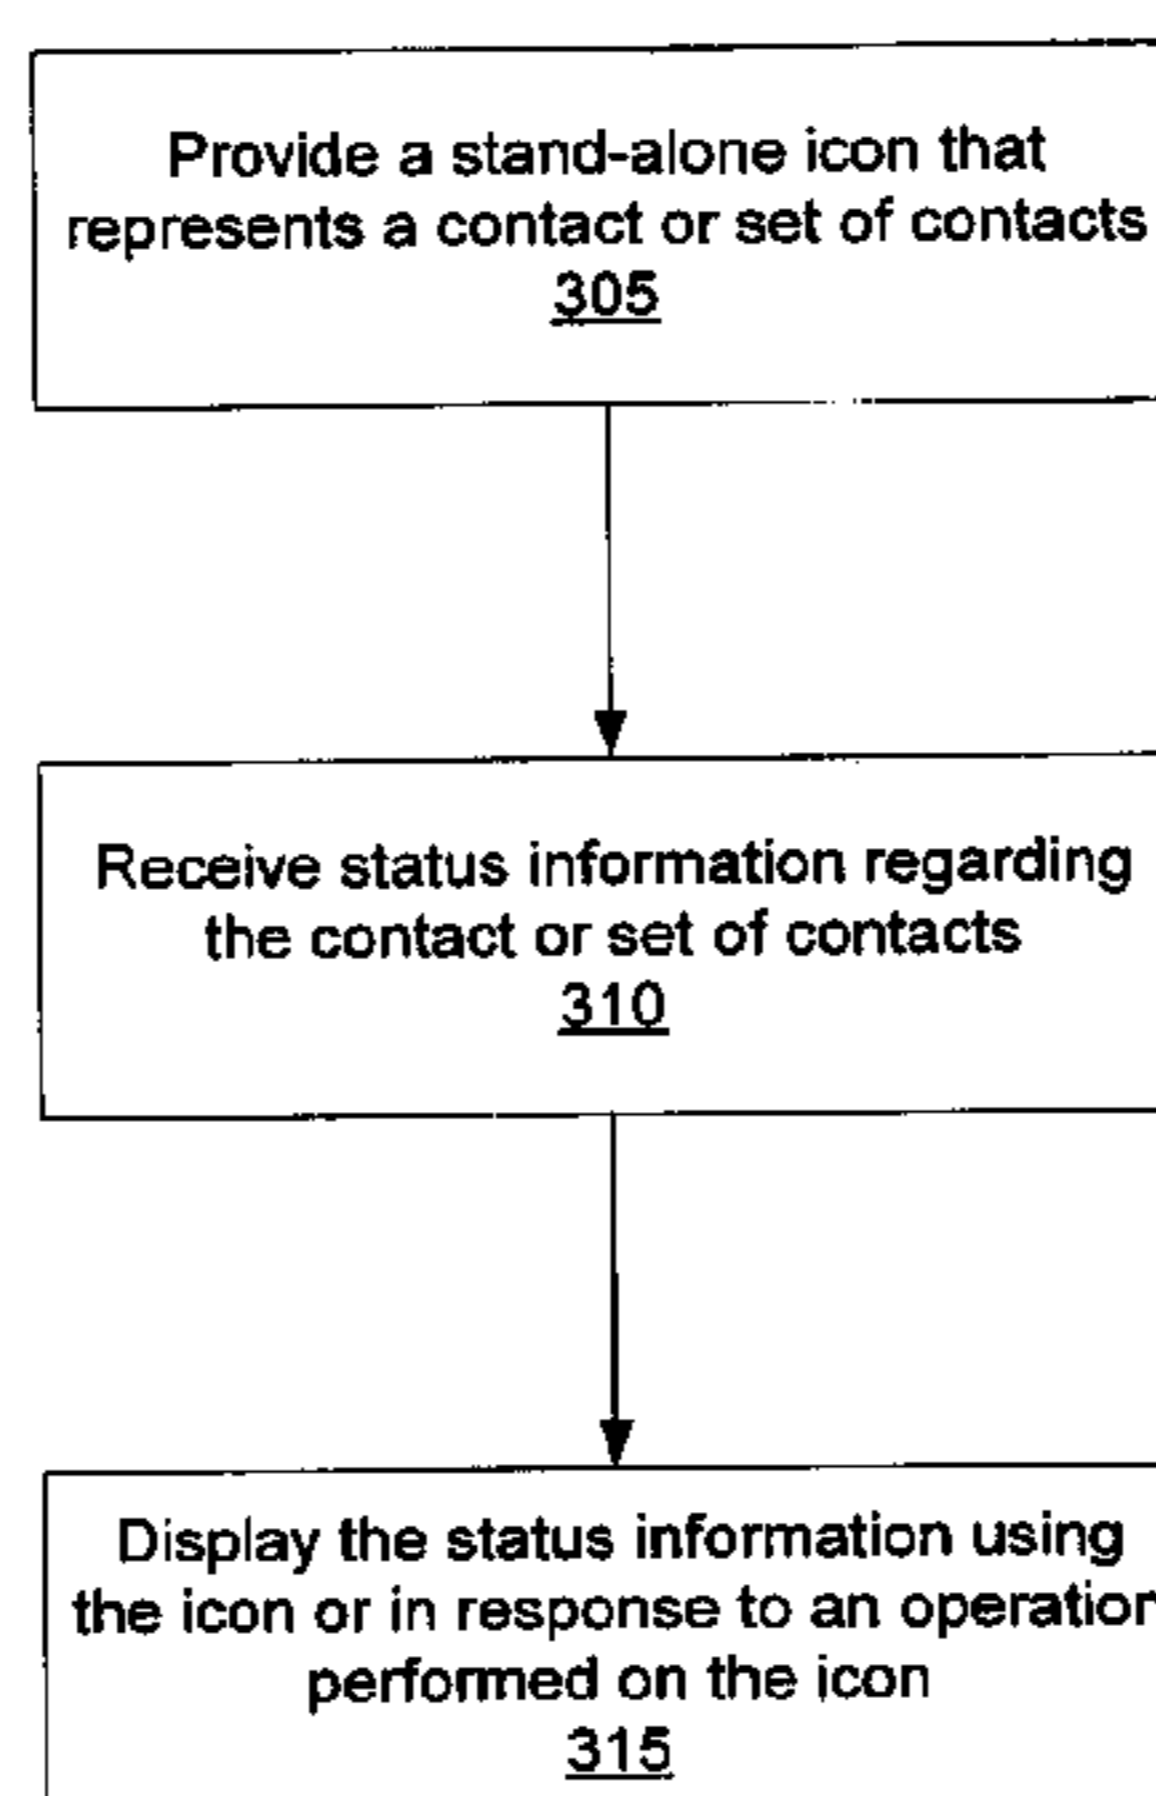 Provide a stand-alone icon that
represents a contact or set of contacts
305
Receive status information regarding
the contact or set of contacts
310
Display the status information using
the icon or in response to an operation
performed on the icon
315